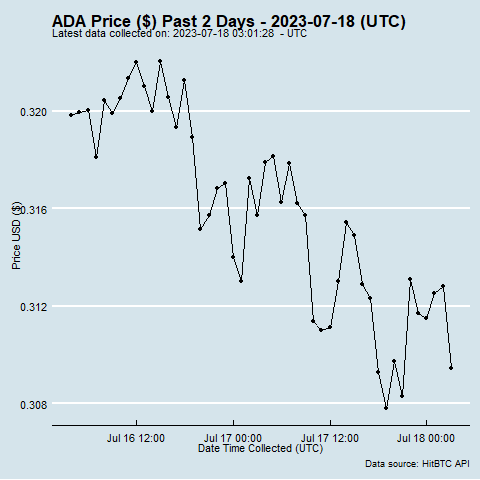 ADA Price ($) Past 2 Days - 2023-07-18 (UTC)
Latest data collected on: 2023-07-18 03:01:28 - UTC
0.320
0.316
0.312
0.308
Price USD ($)
Jul 16 12:00 Jul 17 00:00 Jul 17 12:00 Jul 18 00:00
Date Time Collected (UTC)
Data source: HitBTC API